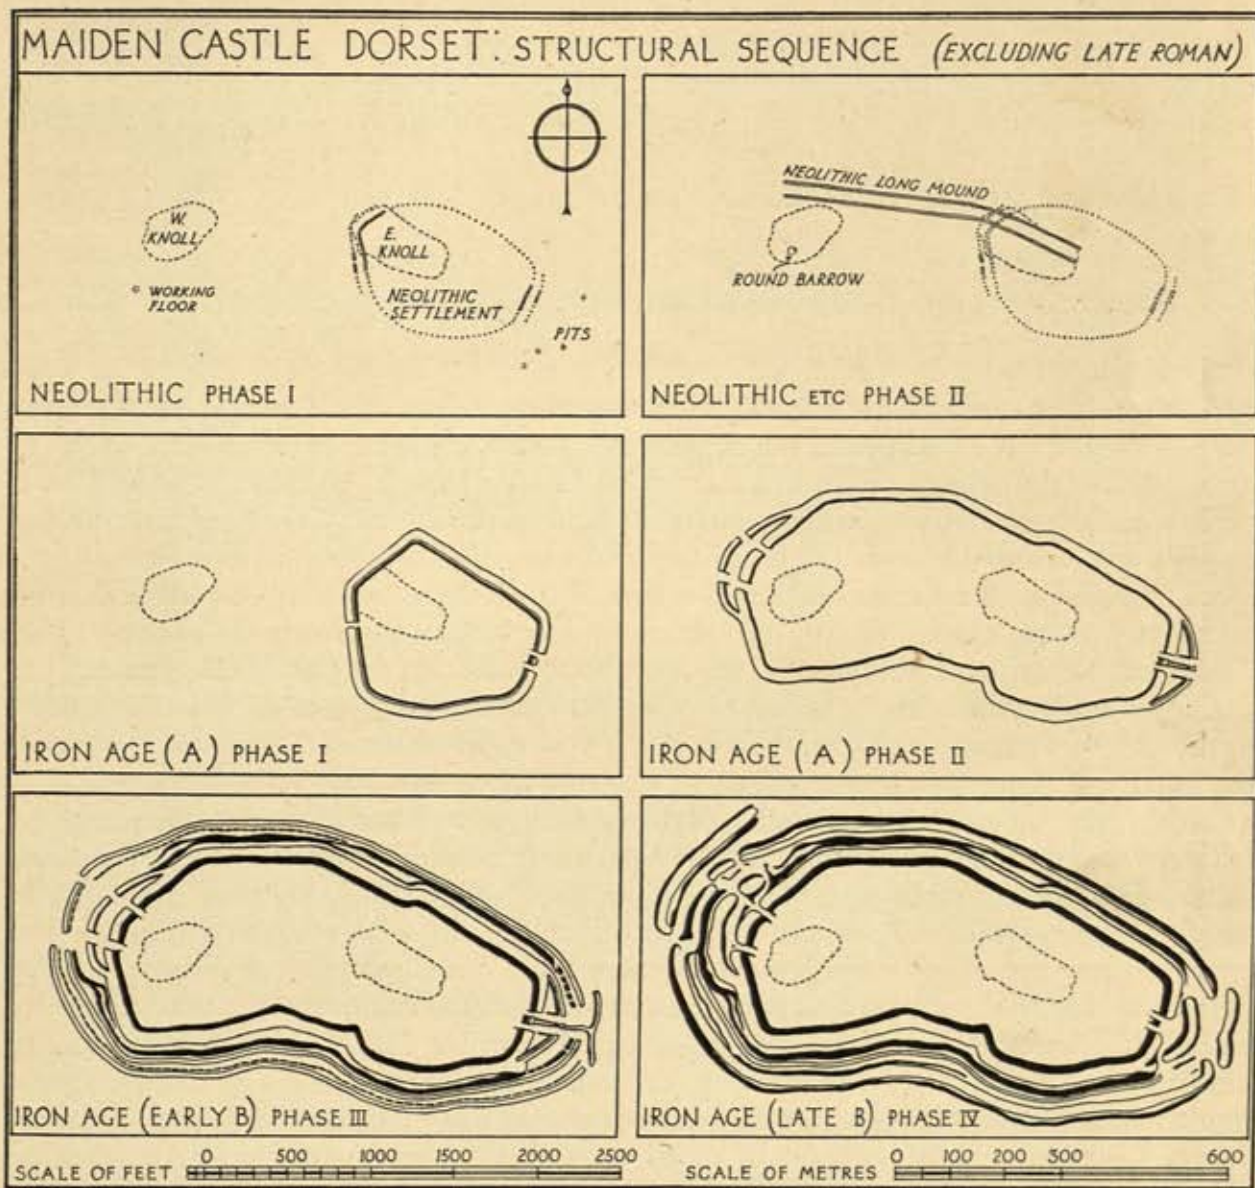 MAIDEN CASTLE DORSET: STRUCTURAL SEQUENCE (EXCLUDING LATE ROMAN)
W. KNOLL
E. KNOLL
WORKING FLOOR
NEOLITHIC SETTLEMENT
PITS
NEOLITHIC PHASE I
NEOLITHIC LONG MOUND
ROUND BARROW
NEOLITHIC ETC PHASE II
IRON AGE (A) PHASE I
IRON AGE (A) PHASE II
IRON AGE (EARLY B) PHASE III
IRON AGE (LATE B) PHASE IV
SCALE OF FEET 0 500 1000 1500 2000 2500
SCALE OF METRES 0 100 200 300 600